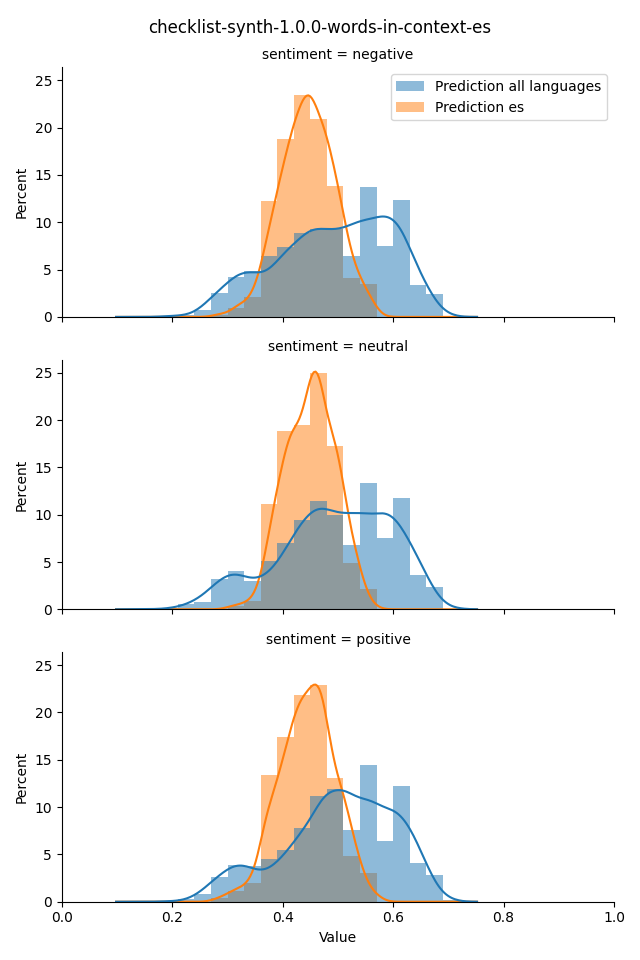 checklist-synth-1.0.0-words-in-context-es
sentiment = negative
25
20
15
10
5
0
Percent
Prediction all languages
Prediction es
sentiment = neutral
25
20
15
10
5
0
Percent
sentiment = positive
25
20
15
10
5
0
Percent
0.0 0.2 0.4 0.6 0.8 1.0
Value